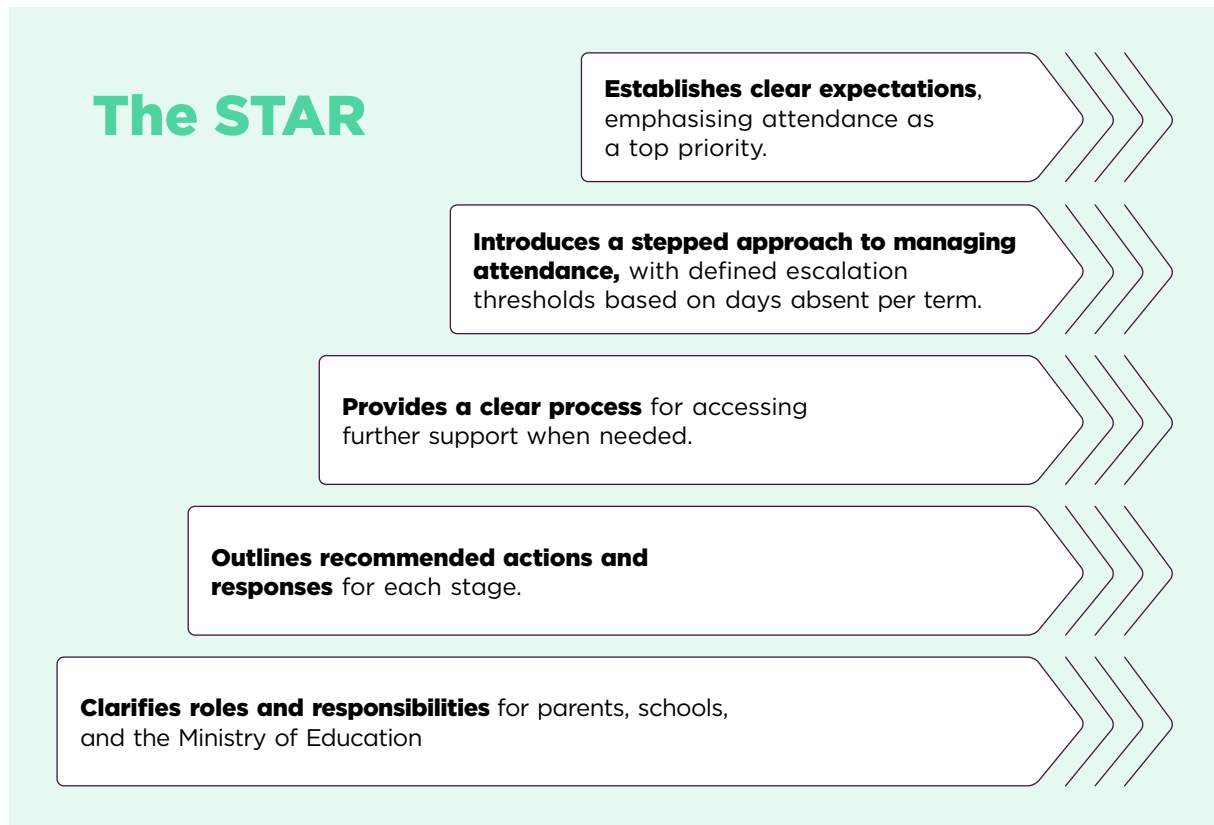 The STAR
Establishes clear expectations,
emphasising attendance as
a top priority.
Introduces a stepped approach to managing
attendance, with defined escalation
thresholds based on days absent per term.
Provides a clear process for accessing
further support when needed.
Outlines recommended actions and
responses for each stage.
Clarifies roles and responsibilities for parents, schools,
and the Ministry of Education